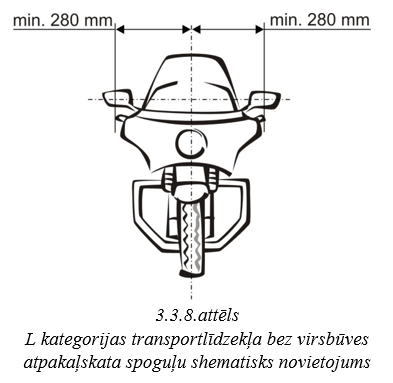 min. 280 mm min. 280 mm
3.3.8.attēls
L kategorijas transportlīdzekļa bez virsbūves
atpakaļskata spoguļu shematisks novietojums